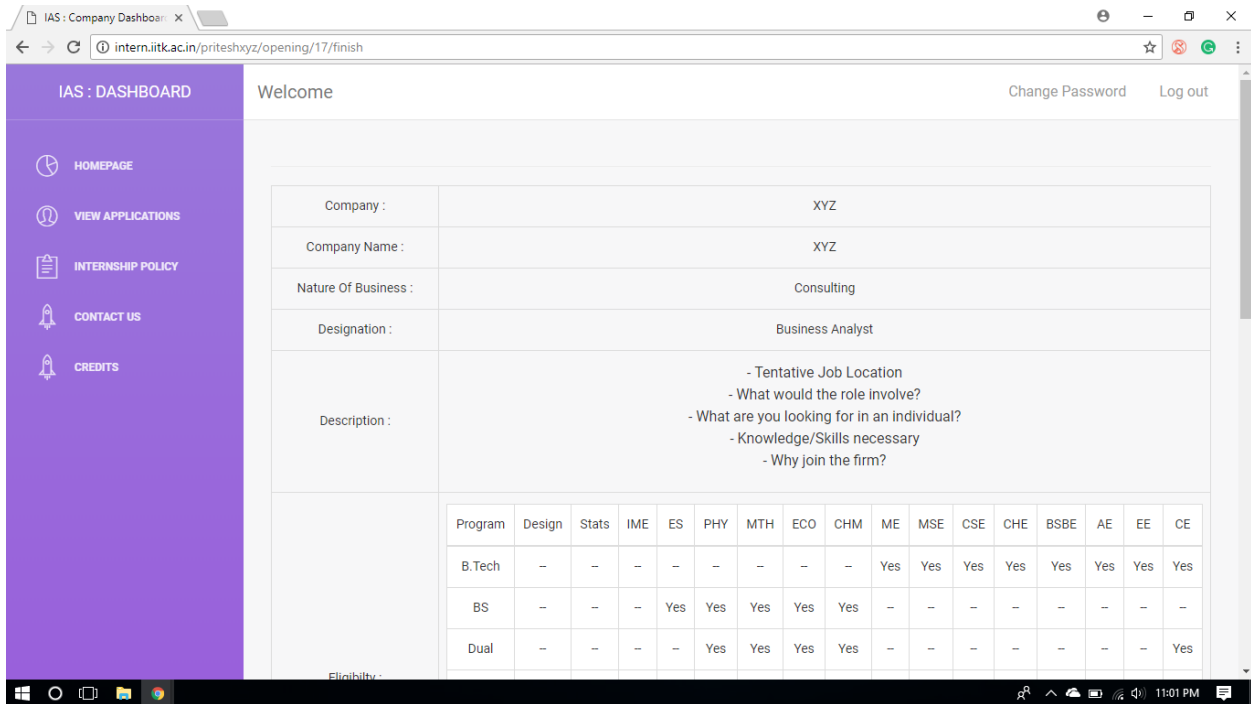 IAS : Company Dashboar
intern.iitk.ac.in/priteshxyz/opening/17/finish
IAS : DASHBOARD
Welcome
Change Password
Log out
HOMEPAGE
VIEW APPLICATIONS
INTERNSHIP POLICY
CONTACT US
CREDITS
Company : XYZ
Company Name : XYZ
Nature Of Business : Consulting
Designation : Business Analyst
Description :
- Tentative Job Location
- What would the role involve?
- What are you looking for in an individual?
- Knowledge/Skills necessary
- Why join the firm?
Eligibilty :
Program Design Stats IME ES PHY MTH ECO CHM ME MSE CSE CHE BSBE AE EE CE
B.Tech -- -- -- -- -- -- -- -- Yes Yes Yes Yes Yes Yes Yes Yes
BS -- -- -- Yes Yes Yes Yes Yes -- -- -- -- -- -- -- --
Dual -- -- -- -- Yes Yes Yes Yes -- -- -- -- -- -- -- Yes
11:01 PM